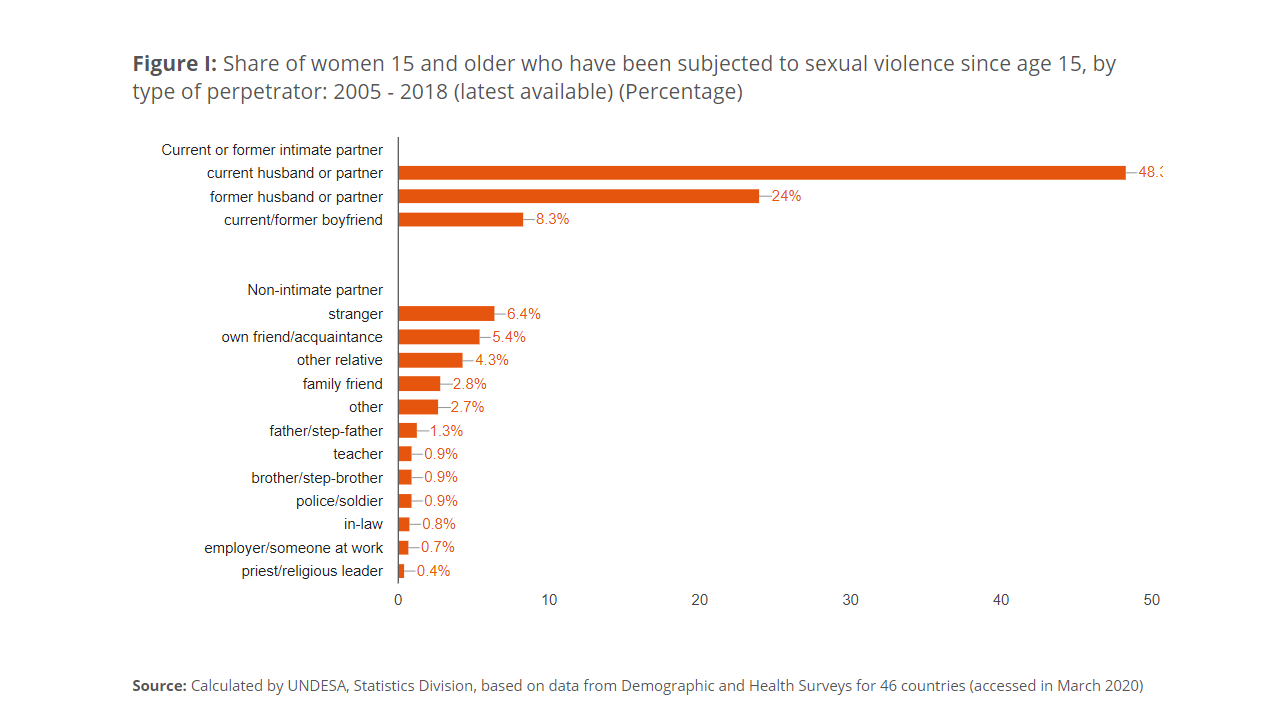 Figure I: Share of women 15 and older who have been subjected to sexual violence since age 15, by
type of perpetrator: 2005 - 2018 (latest available) (Percentage)
Current or former intimate partner
current husband or partner 48.3
former husband or partner 24%
current/former boyfriend 8.3%
Non-intimate partner
stranger 6.4%
own friend/acquaintance 5.4%
other relative 4.3%
family friend 2.8%
other 2.7%
father/step-father 1.3%
teacher 0.9%
brother/step-brother 0.9%
police/soldier 0.9%
in-law 0.8%
employer/someone at work 0.7%
priest/religious leader 0.4%
0 10 20 30 40 50
Source: Calculated by UNDESA, Statistics Division, based on data from Demographic and Health Surveys for 46 countries (accessed in March 2020)